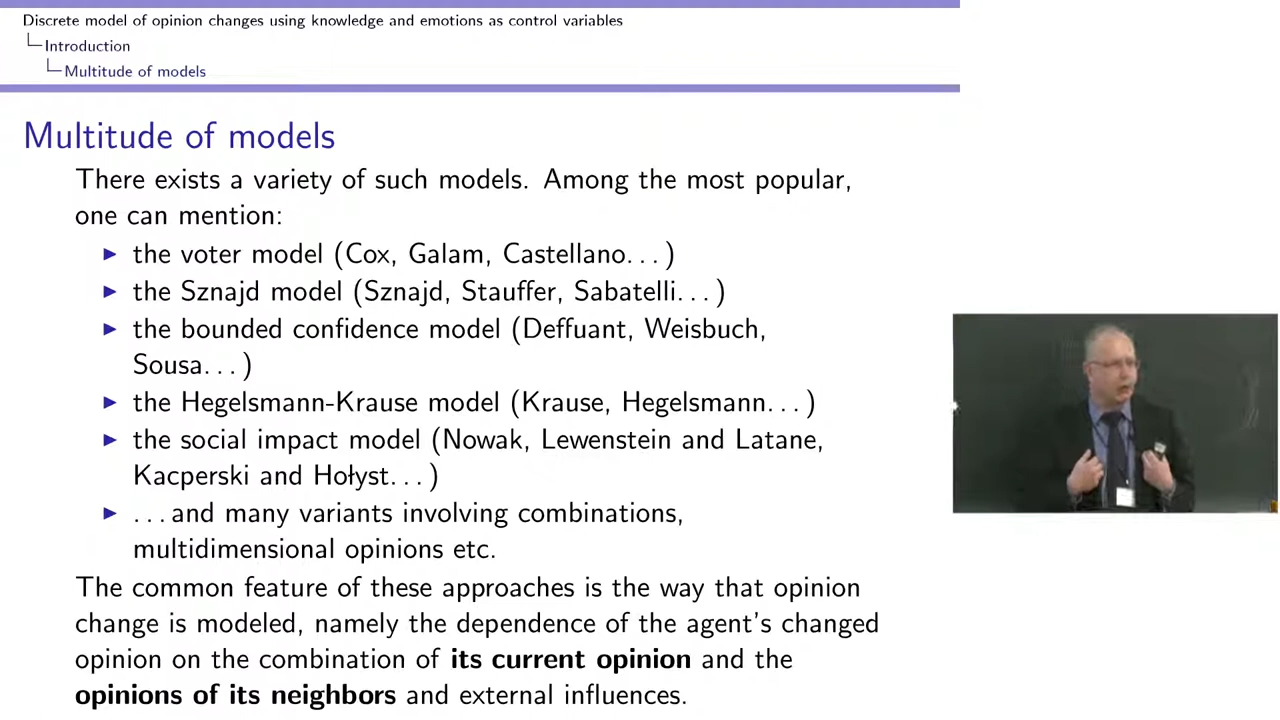 Discrete model of opinion changes using knowledge and emotions as control variables
Introduction
Multitude of models
Multitude of models
There exists a variety of such models. Among the most popular,
one can mention:
▶ the voter model (Cox, Galam, Castellano...)
▶ the Sznajd model (Sznajd, Stauffer, Sabatelli...)
▶ the bounded confidence model (Deffuant, Weisbuch,
Sousa...)
▶ the Hegelsmann-Krause model (Krause, Hegelsmann...)
▶ the social impact model (Nowak, Lewenstein and Latane,
Kacperski and Hołyst...)
▶ ...and many variants involving combinations,
multidimensional opinions etc.
The common feature of these approaches is the way that opinion
change is modeled, namely the dependence of the agent's changed
opinion on the combination of its current opinion and the
opinions of its neighbors and external influences.